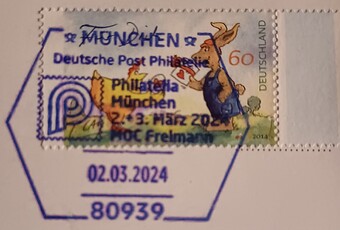 MÜNCHEN
Deutsche Post Philatelie
Philatelia
München
2.+3. März 2024
MOC Freimann
02.03.2024
80939
60
DEUTSCHLAND
2014